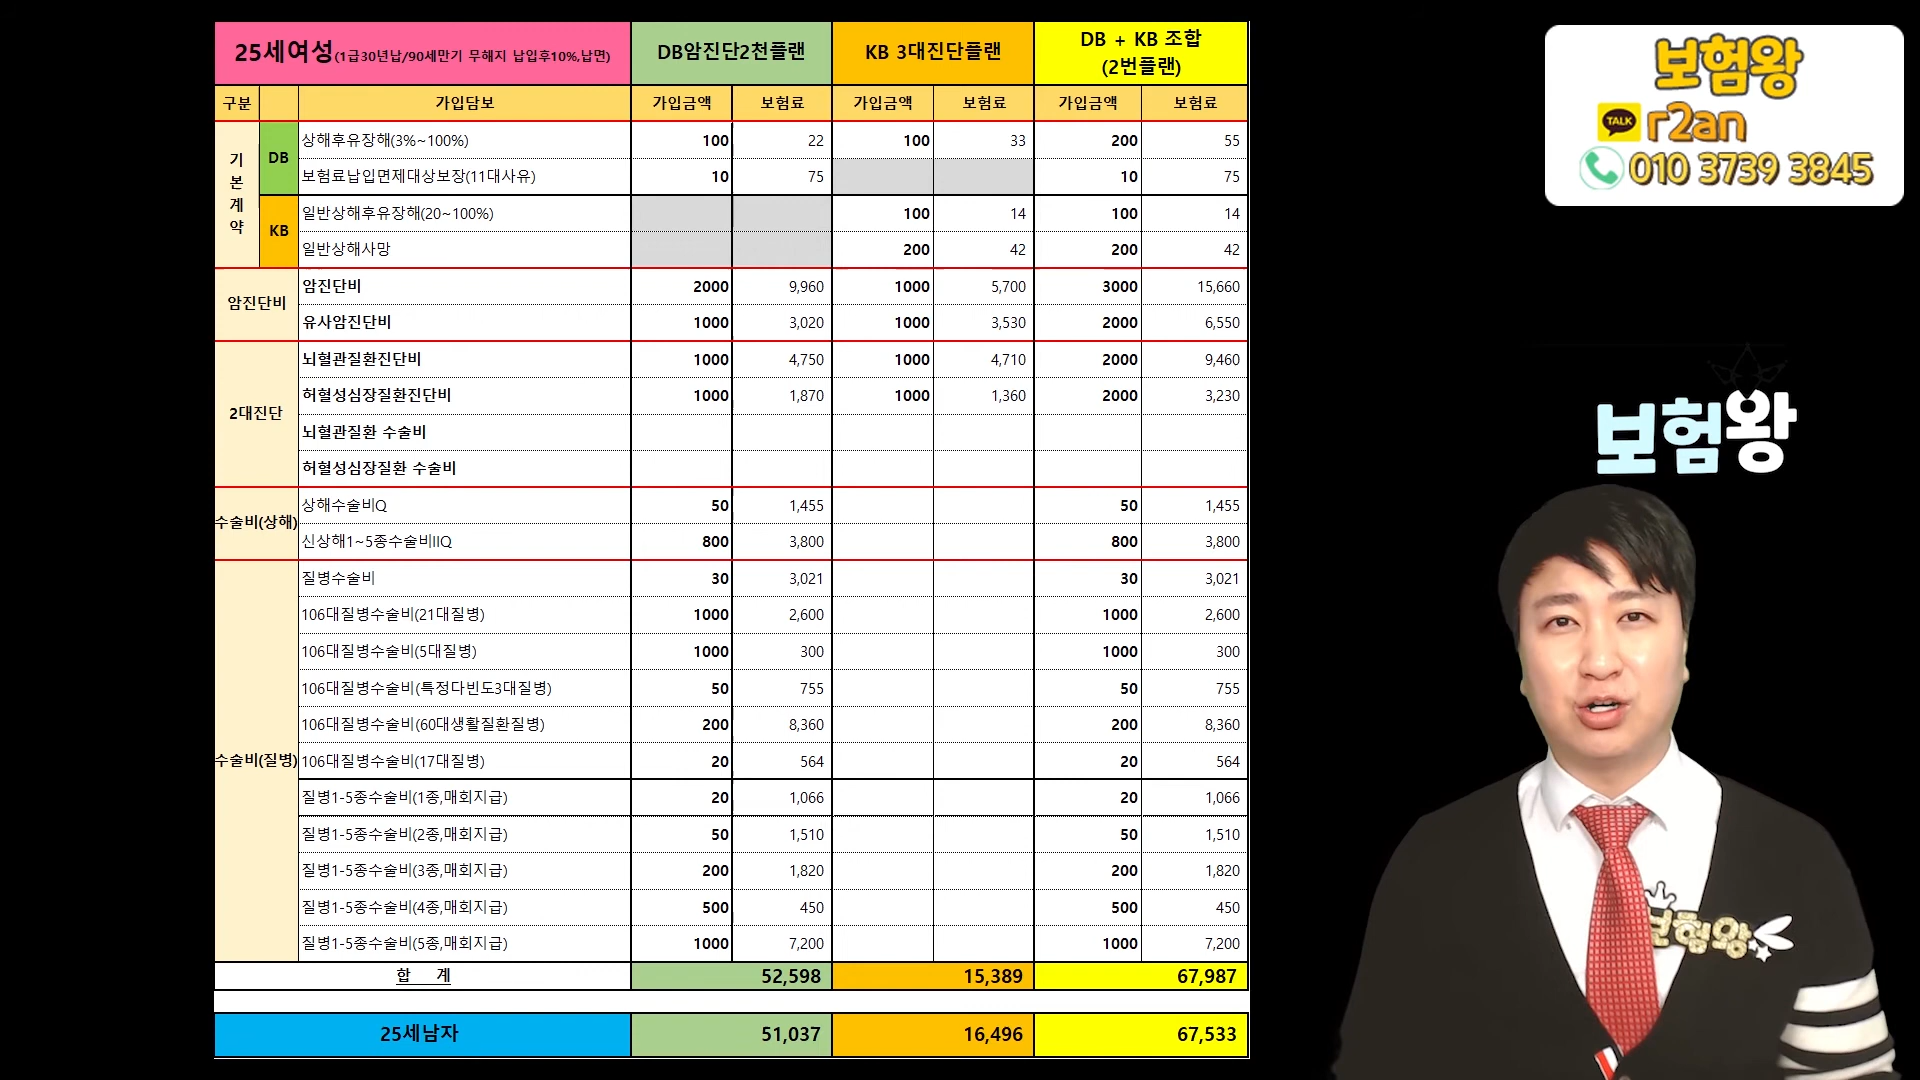 25세여성(1급30년납/90세만기 무해지 납입후10%,납면) DB암진단2천플랜 KB 3대진단플랜 DB + KB 조합
(2번플랜)
구분 가입담보 가입금액 보험료 가입금액 보험료 가입금액 보험료
기본계약 DB 상해후유장해(3%~100%) 100 22 100 33 200 55
보험료납입면제대상보장(11대사유) 10 75 10 75
KB 일반상해후유장해(20~100%) 100 14 100 14
일반상해사망 200 42 200 42
암진단비 암진단비 2000 9,960 1000 5,700 3000 15,660
유사암진단비 1000 3,020 1000 3,530 2000 6,550
2대진단 뇌혈관질환진단비 1000 4,750 1000 4,710 2000 9,460
허혈성심장질환진단비 1000 1,870 1000 1,360 2000 3,230
뇌혈관질환 수술비
허혈성심장질환 수술비
수술비(상해) 상해수술비Q 50 1,455 50 1,455
신상해1~5종수술비IIQ 800 3,800 800 3,800
수술비(질병) 질병수술비 30 3,021 30 3,021
106대질병수술비(21대질병) 1000 2,600 1000 2,600
106대질병수술비(5대질병) 1000 300 1000 300
106대질병수술비(특정다빈도3대질병) 50 755 50 755
106대질병수술비(60대생활질환질병) 200 8,360 200 8,360
106대질병수술비(17대질병) 20 564 20 564
질병1-5종수술비(1종,매회지급) 20 1,066 20 1,066
질병1-5종수술비(2종,매회지급) 50 1,510 50 1,510
질병1-5종수술비(3종,매회지급) 200 1,820 200 1,820
질병1-5종수술비(4종,매회지급) 500 450 500 450
질병1-5종수술비(5종,매회지급) 1000 7,200 1000 7,200
합 계 52,598 15,389 67,987
25세남자 51,037 16,496 67,533
보험왕
TALK r2an
010 3739 3845
보험왕
보험왕